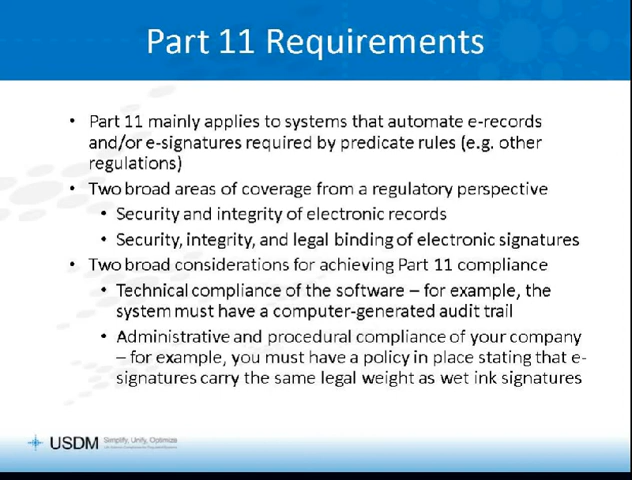 Part 11 Requirements
• Part 11 mainly applies to systems that automate e-records
and/or e-signatures required by predicate rules (e.g. other
regulations)
• Two broad areas of coverage from a regulatory perspective
• Security and integrity of electronic records
• Security, integrity, and legal binding of electronic signatures
• Two broad considerations for achieving Part 11 compliance
• Technical compliance of the software – for example, the
system must have a computer-generated audit trail
• Administrative and procedural compliance of your company
– for example, you must have a policy in place stating that e-
signatures carry the same legal weight as wet ink signatures
USDM Simplify, Unify, Optimize